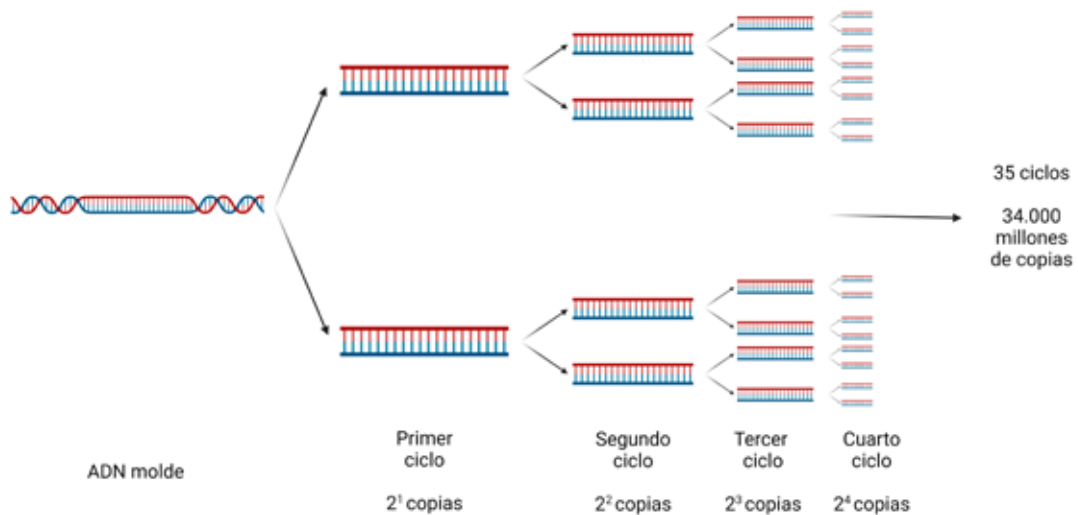 35 ciclos
34.000
millones
de copias
ADN molde
Primer
ciclo
2¹ copias
Segundo
ciclo
2² copias
Tercer
ciclo
2³ copias
Cuarto
ciclo
2⁴ copias